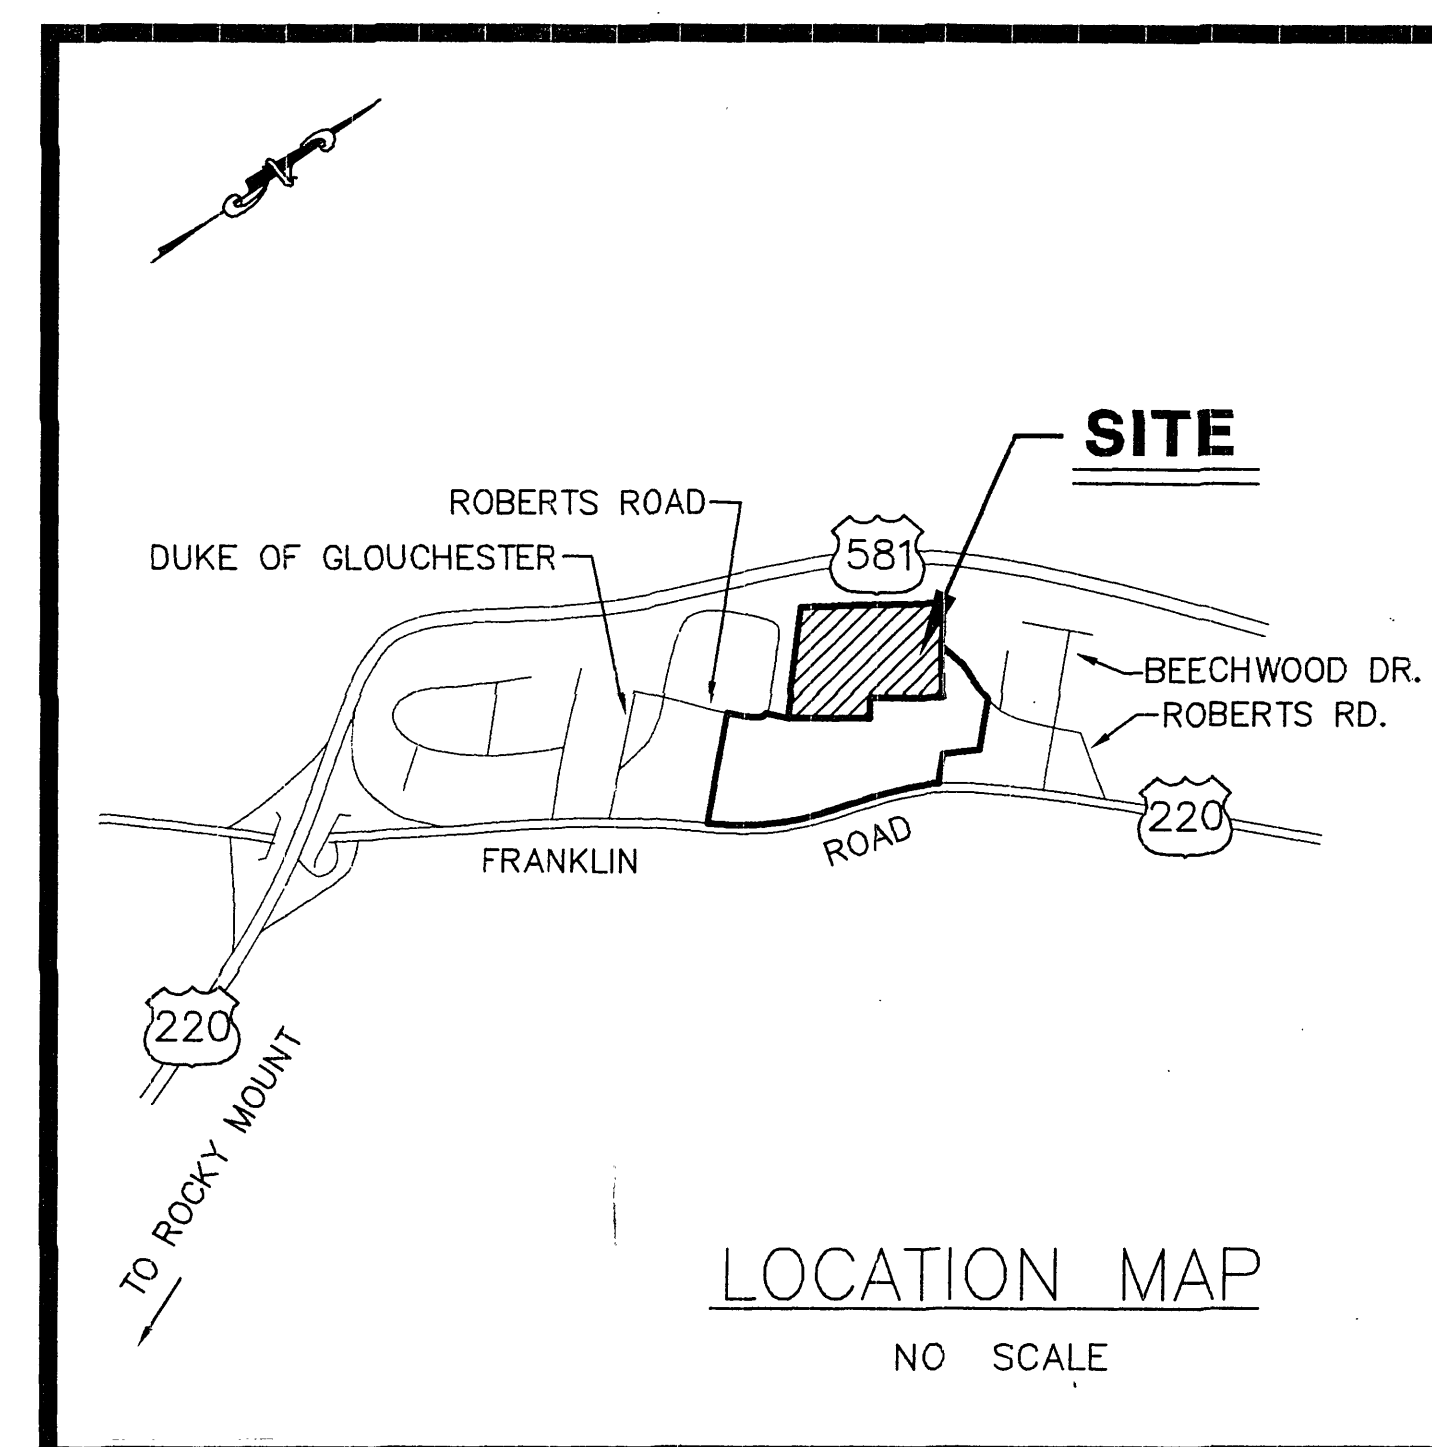 N
SITE
ROBERTS ROAD
581
DUKE OF GLOUCHESTER
BEECHWOOD DR.
ROBERTS RD.
220
FRANKLIN ROAD
220
TO ROCKY MOUNT
LOCATION MAP
NO SCALE